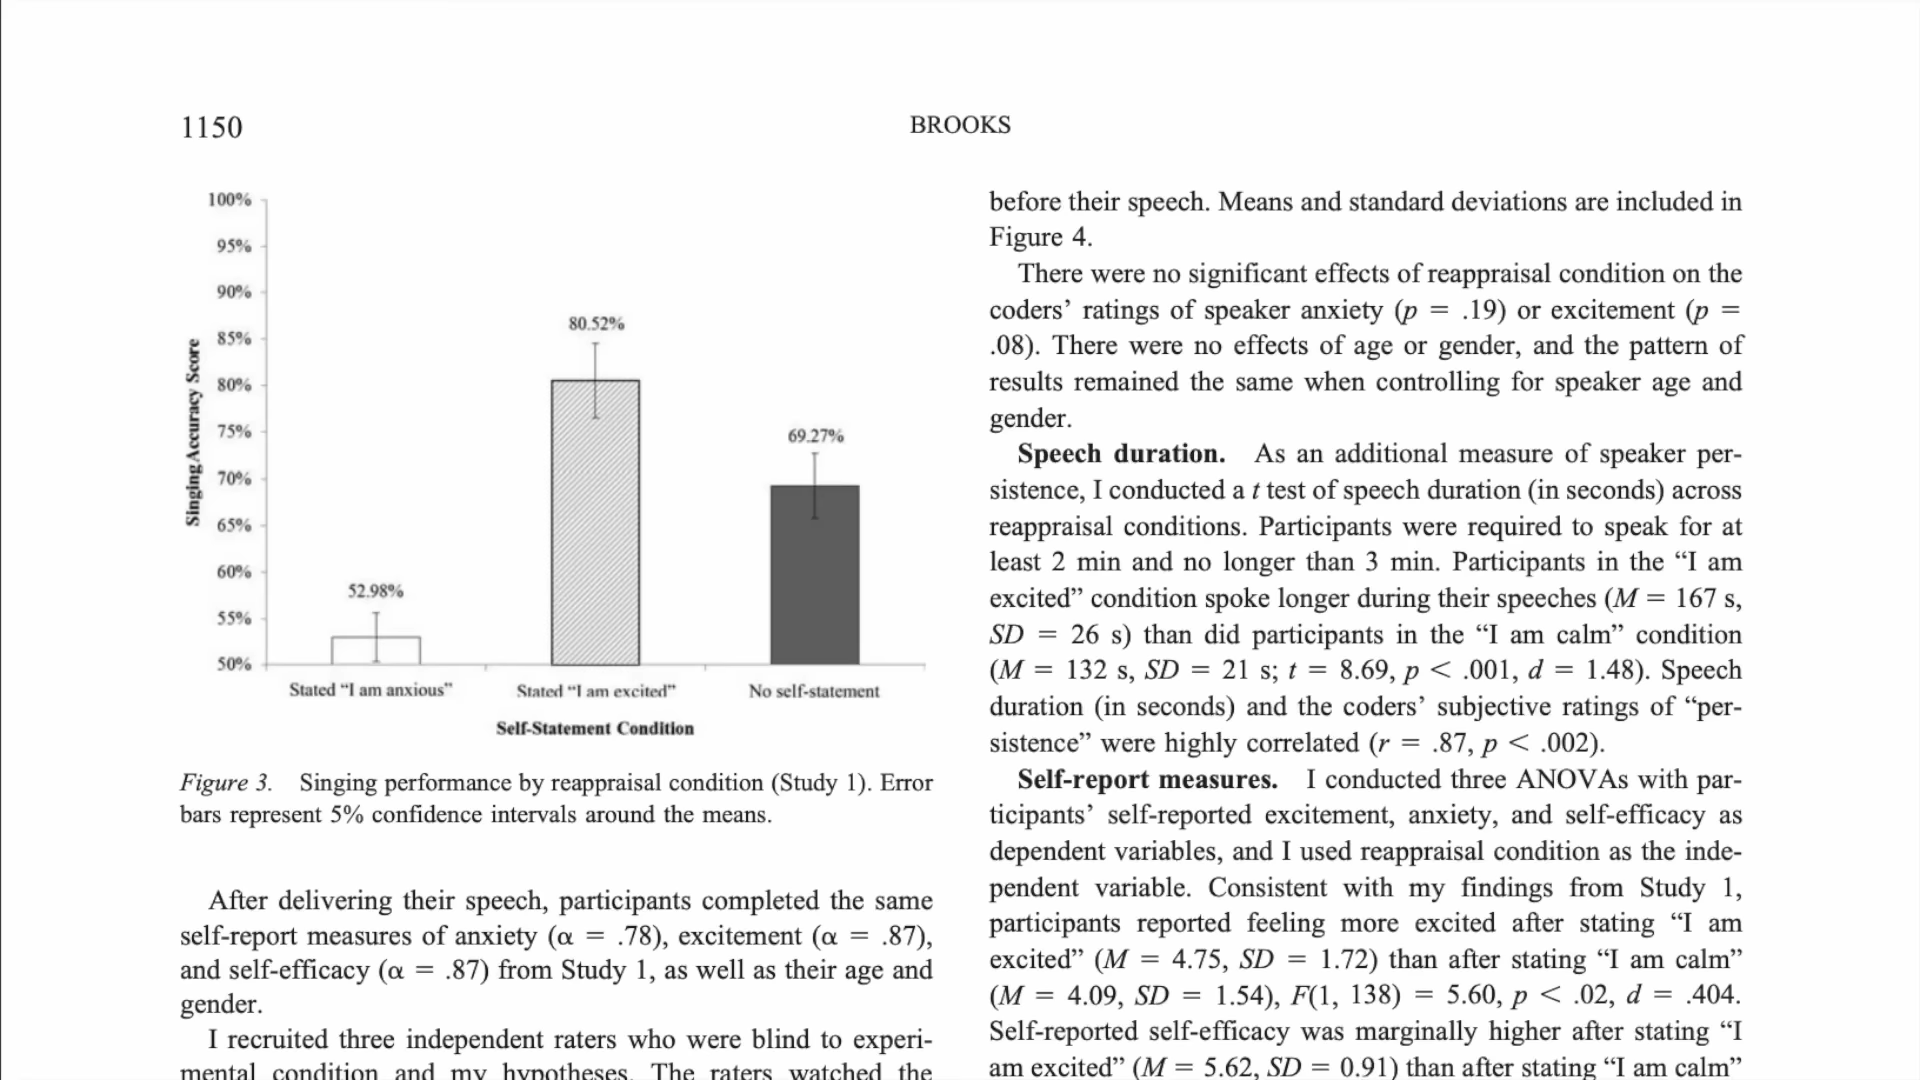 1150
BROOKS
100%
95%
90%
85%
80%
75%
70%
65%
60%
55%
50%
Singing Accuracy Score
52.98%
80.52%
69.27%
Stated “I am anxious”
Stated “I am excited”
No self-statement
Self-Statement Condition
Figure 3. Singing performance by reappraisal condition (Study 1). Error
bars represent 5% confidence intervals around the means.
After delivering their speech, participants completed the same
self-report measures of anxiety (α = .78), excitement (α = .87),
and self-efficacy (α = .87) from Study 1, as well as their age and
gender.
I recruited three independent raters who were blind to experi-
mental condition and my hypotheses. The raters watched the
before their speech. Means and standard deviations are included in
Figure 4.
There were no significant effects of reappraisal condition on the
coders’ ratings of speaker anxiety (p = .19) or excitement (p =
.08). There were no effects of age or gender, and the pattern of
results remained the same when controlling for speaker age and
gender.
Speech duration. As an additional measure of speaker per-
sistence, I conducted a t test of speech duration (in seconds) across
reappraisal conditions. Participants were required to speak for at
least 2 min and no longer than 3 min. Participants in the “I am
excited” condition spoke longer during their speeches (M = 167 s,
SD = 26 s) than did participants in the “I am calm” condition
(M = 132 s, SD = 21 s; t = 8.69, p < .001, d = 1.48). Speech
duration (in seconds) and the coders’ subjective ratings of “per-
sistence” were highly correlated (r = .87, p < .002).
Self-report measures. I conducted three ANOVAs with par-
ticipants’ self-reported excitement, anxiety, and self-efficacy as
dependent variables, and I used reappraisal condition as the inde-
pendent variable. Consistent with my findings from Study 1,
participants reported feeling more excited after stating “I am
excited” (M = 4.75, SD = 1.72) than after stating “I am calm”
(M = 4.09, SD = 1.54), F(1, 138) = 5.60, p < .02, d = .404.
Self-reported self-efficacy was marginally higher after stating “I
am excited” (M = 5.62, SD = 0.91) than after stating “I am calm”